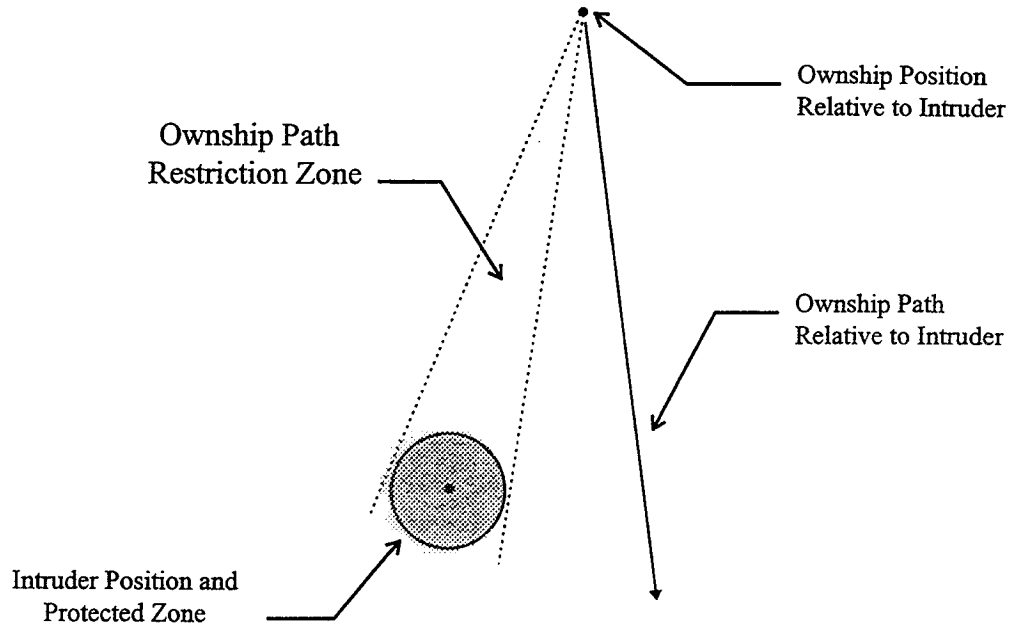 Ownship Position
Relative to Intruder
Ownship Path
Restriction Zone
Ownship Path
Relative to Intruder
Intruder Position and
Protected Zone